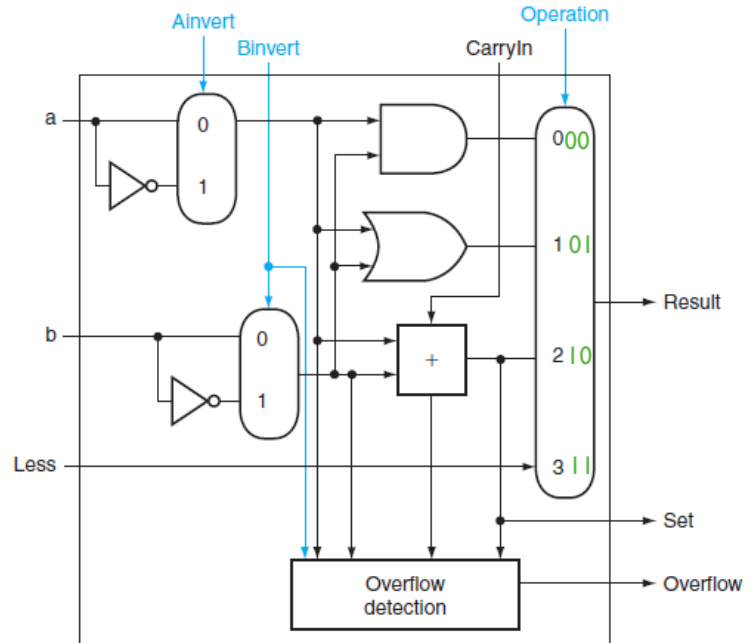 Operation
Ainvert
Binvert
CarryIn
a
0
000
1
1 01
Result
b
0
+
2 10
1
Less
3 11
Set
Overflow
detection
Overflow